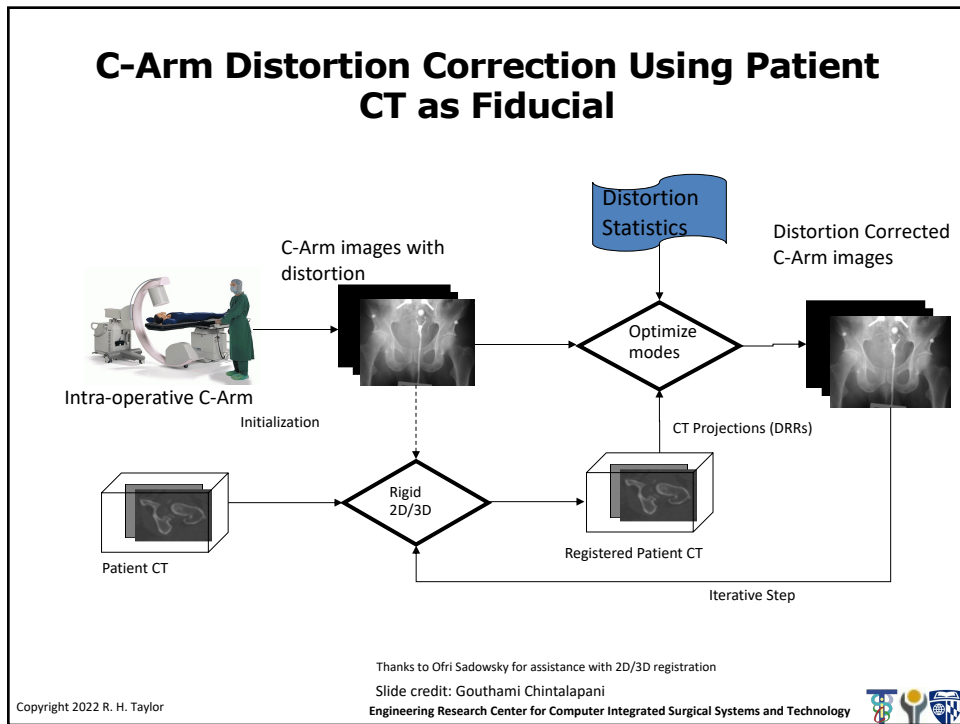 C-Arm Distortion Correction Using Patient
CT as Fiducial
Distortion
Statistics
Distortion Corrected
C-Arm images
C-Arm images with
distortion
Optimize
modes
Intra-operative C-Arm
Initialization
CT Projections (DRRs)
Rigid
2D/3D
Patient CT
Registered Patient CT
Iterative Step
Thanks to Ofri Sadowsky for assistance with 2D/3D registration
Slide credit: Gouthami Chintalapani
Copyright 2022 R. H. Taylor
Engineering Research Center for Computer Integrated Surgical Systems and Technology